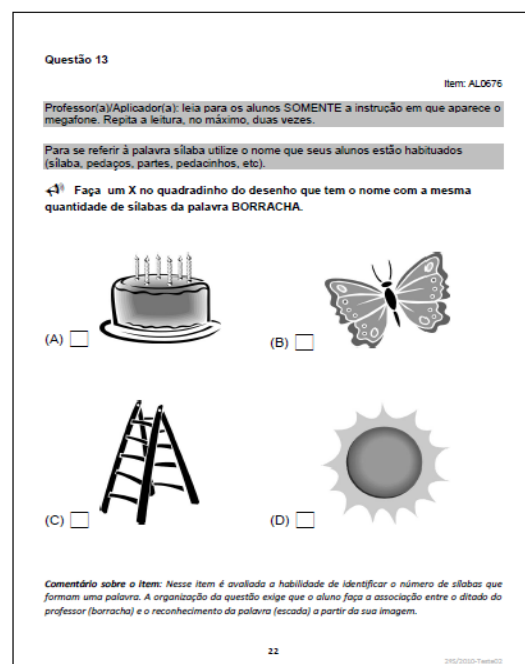 Questão 13
Item: AL0676
Professor(a)/Aplicador(a): leia para os alunos SOMENTE a instrução em que aparece o
megafone. Repita a leitura, no máximo, duas vezes.
Para se referir à palavra sílaba utilize o nome que seus alunos estão habituados
(sílaba, pedaços, partes, pedacinhos, etc).
Faça um X no quadradinho do desenho que tem o nome com a mesma
quantidade de sílabas da palavra BORRACHA.
(A)
(B)
(C)
(D)
Comentário sobre o item: Nesse item é avaliada a habilidade de identificar o número de sílabas que
formam uma palavra. A organização da questão exige que o aluno faça a associação entre o ditado do
professor (borracha) e o reconhecimento da palavra (escada) a partir da sua imagem.
22
295/2010-Teste02